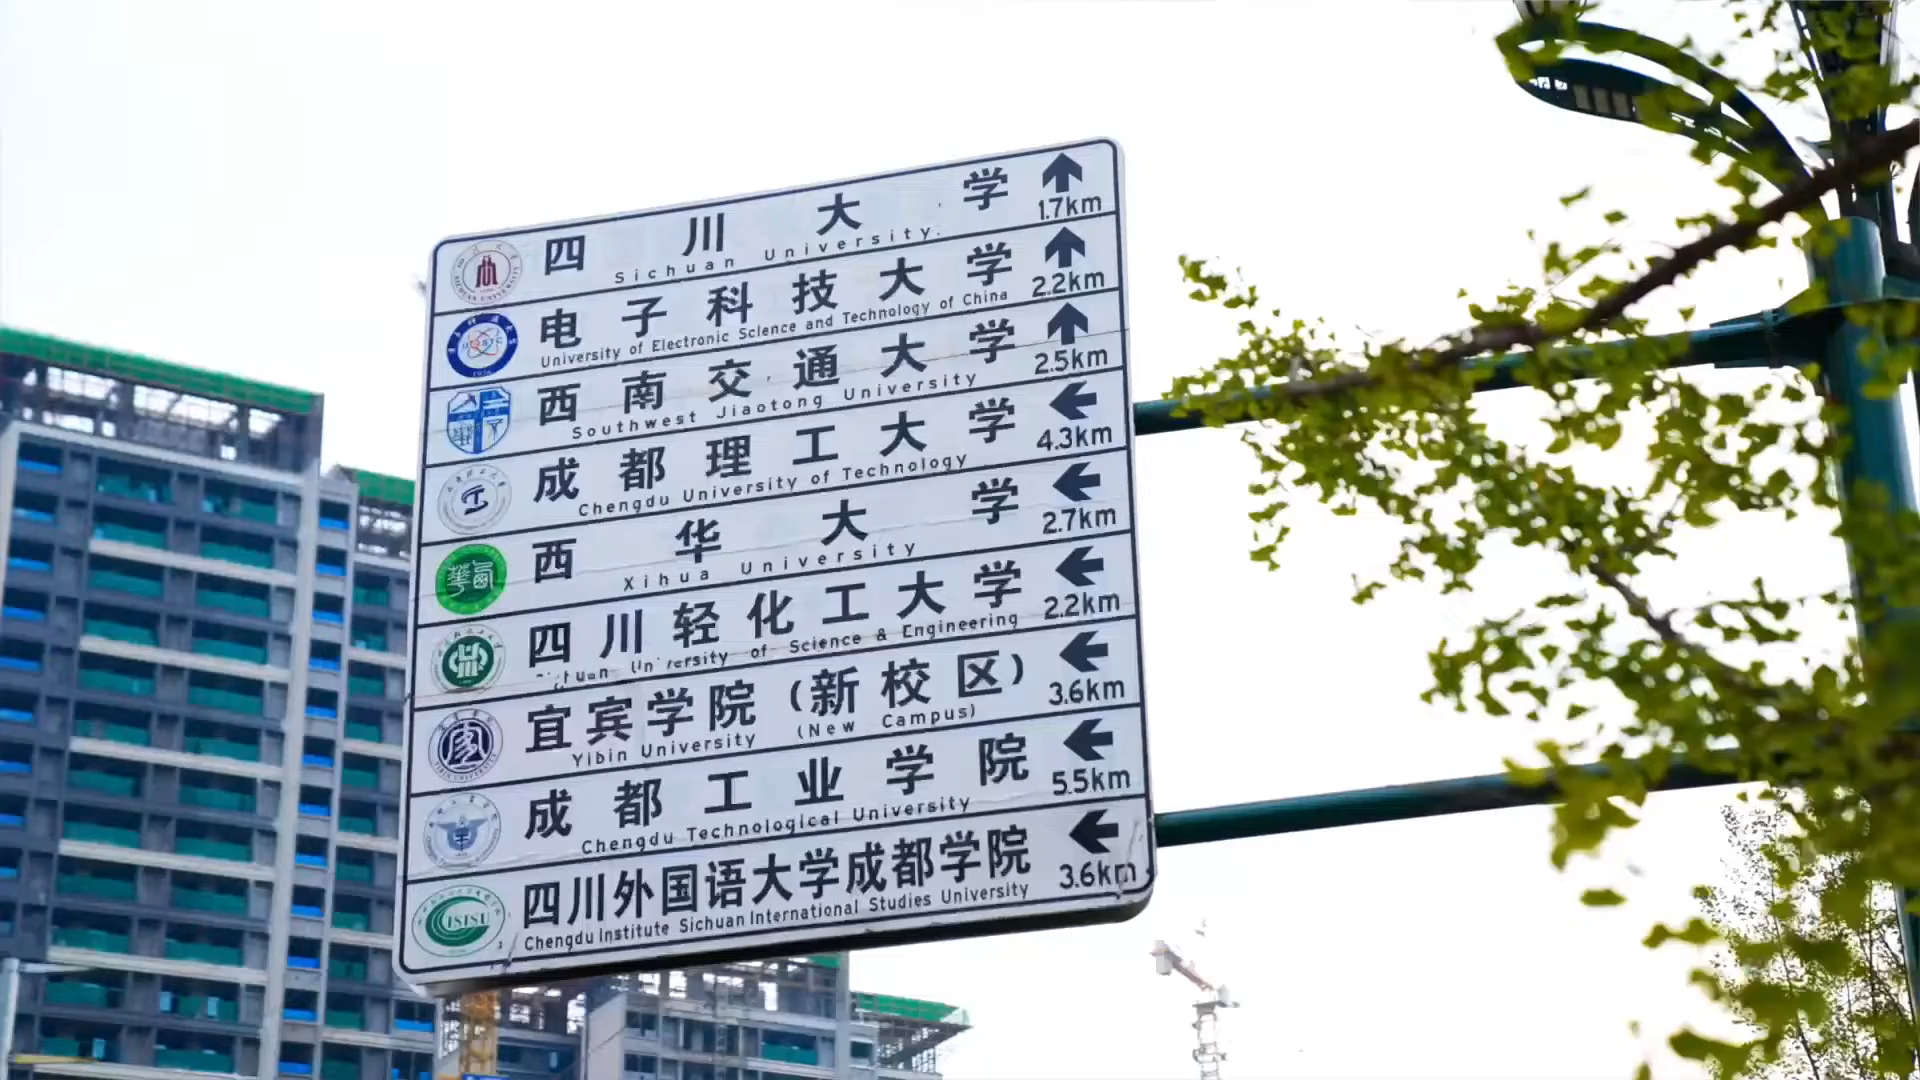 四川大学
1.7km
Sichuan University
电子科技大学
2.2km
University of Electronic Science and Technology of China
西南交通大学
2.5km
Southwest Jiaotong University
成都理工大学
4.3km
Chengdu University of Technology
西华大学
2.7km
Xihua University
四川轻化工大学
2.2km
University of Science & Engineering
宜宾学院（新校区）
3.6km
Yibin University (New Campus)
成都工业学院
5.5km
Chengdu Technological University
四川外国语大学成都学院
3.6km
Chengdu Institute Sichuan International Studies University
CISISU